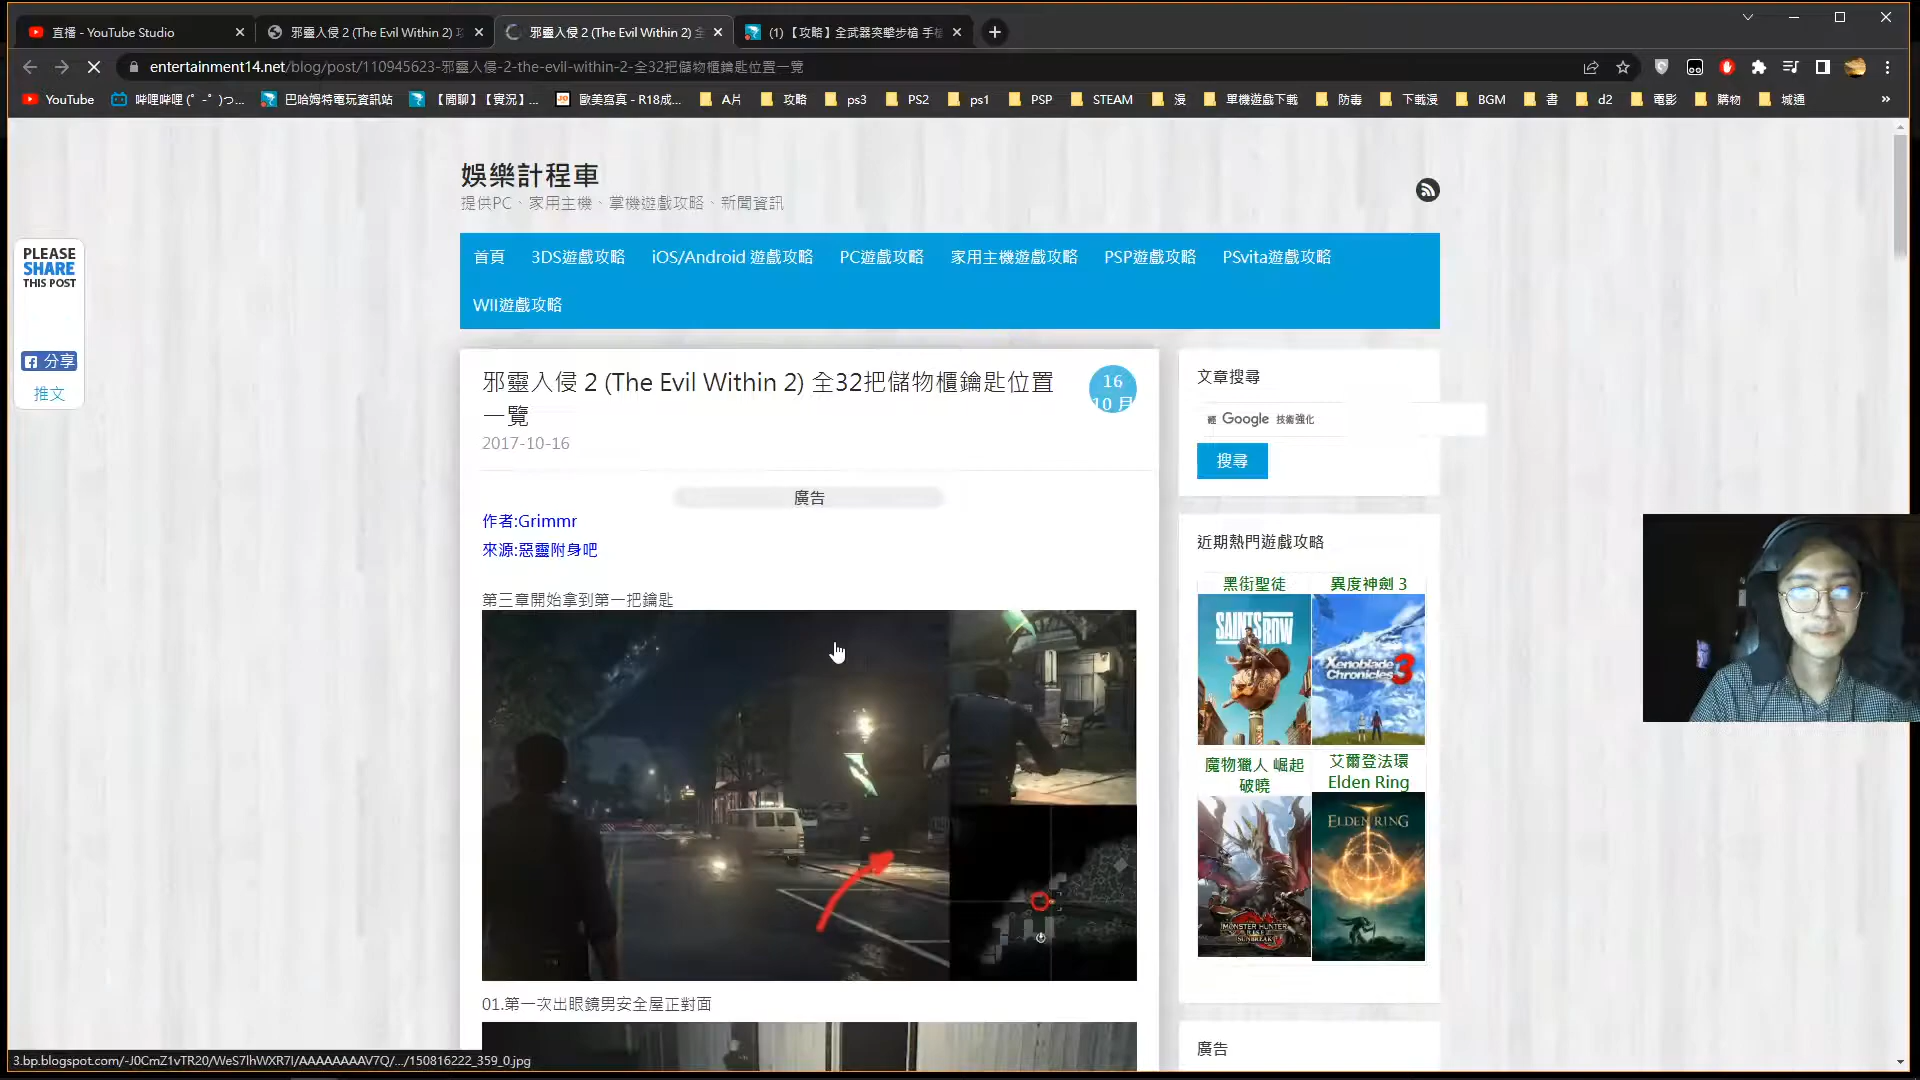 直播 - YouTube Studio
邪靈入侵 2 (The Evil Within 2)
邪靈入侵 2 (The Evil Within 2) 全
(1) 【攻略】全武器突擊步槍 手槍
entertainment14.net/blog/post/110945623-邪靈入侵-2-the-evil-within-2-全32把儲物櫃鑰匙位置一覽
YouTube
嗶哩嗶哩 (゜-゜)つ...
巴哈姆特電玩資訊站
【閒聊】【實況】...
歐美寫真 - R18成...
A片
攻略
ps3
PS2
ps1
PSP
STEAM
漫
單機遊戲下載
防毒
下載漫
BGM
書
d2
電影
購物
城通
»
娛樂計程車
提供PC、家用主機、掌機遊戲攻略、新聞資訊
首頁
3DS遊戲攻略
iOS/Android 遊戲攻略
PC遊戲攻略
家用主機遊戲攻略
PSP遊戲攻略
PSvita遊戲攻略
WII遊戲攻略
PLEASE
SHARE
THIS POST
分享
推文
邪靈入侵 2 (The Evil Within 2) 全32把儲物櫃鑰匙位置
一覽
2017-10-16
16
10 月
廣告
作者:Grimmr
來源:惡靈附身吧
第三章開始拿到第一把鑰匙
01.第一次出眼鏡男安全屋正對面
文章搜尋
經 Google 技術強化
搜尋
近期熱門遊戲攻略
黑街聖徒
異度神劍 3
SAINTS ROW
Xenoblade
Chronicles 3
魔物獵人 崛起
破曉
艾爾登法環
Elden Ring
MONSTER HUNTER
RISE
SUNBREAK
ELDEN RING
廣告
3.bp.blogspot.com/-J0CmZ1vTR20/WeS7lhWXR7I/AAAAAAAAV7Q/.../150816222_359_0.jpg